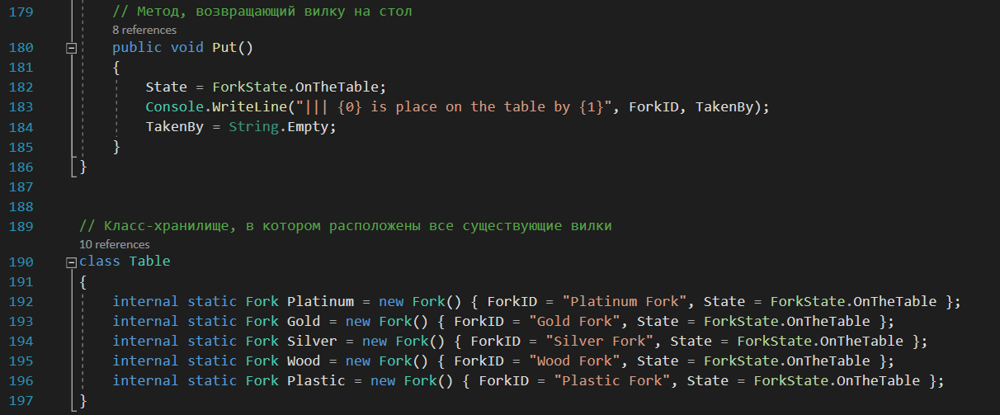 179 // Метод, возвращающий вилку на стол
8 references
180 public void Put()
181 {
182 State = ForkState.OnTheTable;
183 Console.WriteLine("||| {0} is place on the table by {1}", ForkID, TakenBy);
184 TakenBy = String.Empty;
185 }
186 }
187
188
189 // Класс-хранилище, в котором расположены все существующие вилки
10 references
190 class Table
191 {
192 internal static Fork Platinum = new Fork() { ForkID = "Platinum Fork", State = ForkState.OnTheTable };
193 internal static Fork Gold = new Fork() { ForkID = "Gold Fork", State = ForkState.OnTheTable };
194 internal static Fork Silver = new Fork() { ForkID = "Silver Fork", State = ForkState.OnTheTable };
195 internal static Fork Wood = new Fork() { ForkID = "Wood Fork", State = ForkState.OnTheTable };
196 internal static Fork Plastic = new Fork() { ForkID = "Plastic Fork", State = ForkState.OnTheTable };
197 }